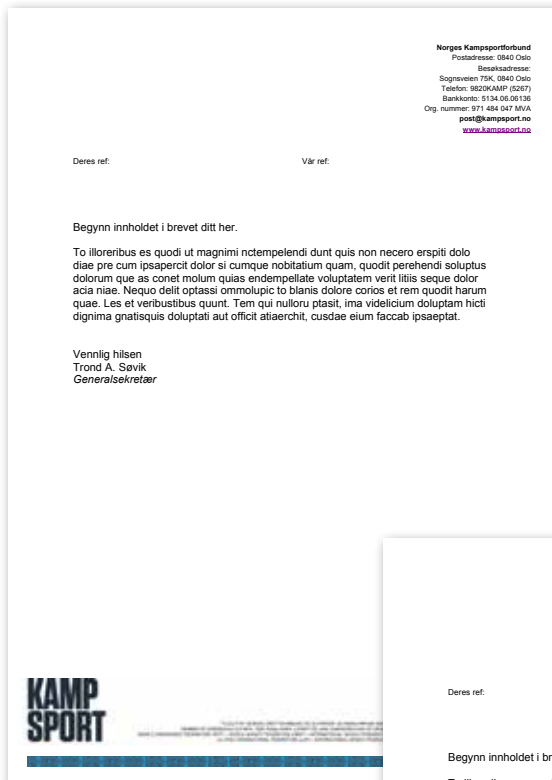 Norges Kampsportforbund
Postadresse: 0840 Oslo
Besøksadresse:
Sognsveien 75K, 0840 Oslo
Telefon: 9820KAMP (5267)
Bankkonto: 5134.06.06136
Org. nummer: 971 484 047 MVA
post@kampsport.no
www.kampsport.no
Deres ref: Vår ref:
Begynn innholdet i brevet ditt her.
To illoreribus es quodi ut magnimi nctempelendi dunt quis non necero erspiti dolo
diae pre cum ipsapercit dolor si cumque nobitatium quam, quodit perehendi soluptus
dolorum que as conet molum quias endempellate voluptatem verit litiis seque dolor
acia niae. Nequo delit optassi ommolupic to blanis dolore corios et rem quodit harum
quae. Les et veribustibus quunt. Tem qui nulloru ptasit, ima videlicium doluptam hicti
dignima gnatisquis doluptati aut officit atiaerchit, cusdae eium faccab ipsaeptat.
Vennlig hilsen
Trond A. Søvik
Generalsekretær
KAMP
SPORT
Deres ref:
Begynn innholdet i br